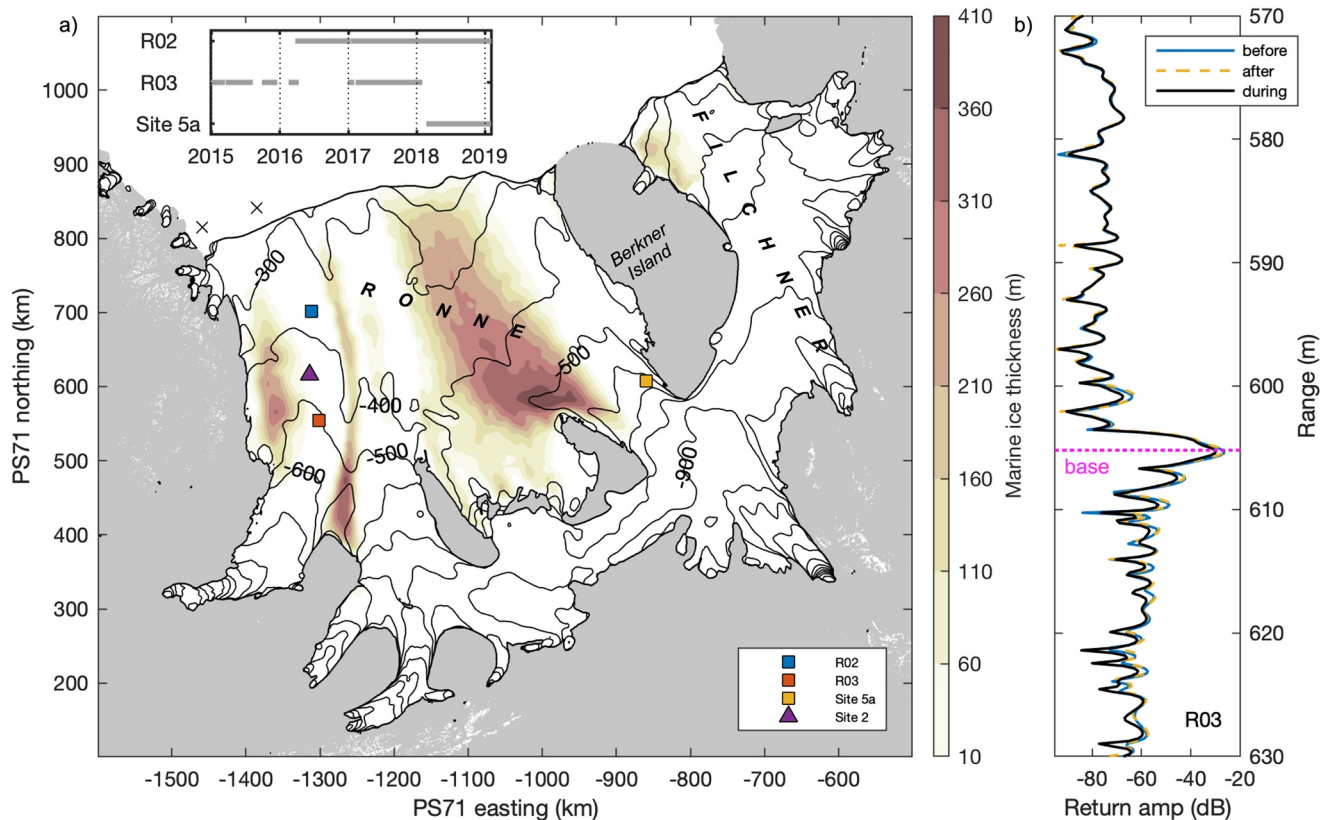 a)
R02
R03
Site 5a
2015 2016 2017 2018 2019
1000
900
800
700
600
500
400
300
200
PS71 northing (km)
-1500 -1400 -1300 -1200 -1100 -1000 -900 -800 -700 -600
PS71 easting (km)
FILCHNER
Berkner
Island
RONNE
-300
-500
-400
-500
-600
-900
R02
R03
Site 5a
Site 2
410
360
310
260
210
160
110
60
10
Marine ice thickness (m)
b)
before
after
during
base
R03
570
580
590
600
610
620
630
Range (m)
-80 -60 -40 -20
Return amp (dB)